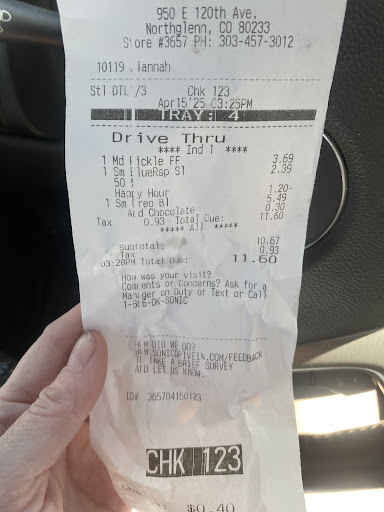 950 E 120th Ave.
Northglenn, CO 80233
Store #3657 PH: 303-457-3012
10119 Hannah
Stl DTL /3 Chk 123
Apr15'25 03:25PM
TRAY: 4
Drive Thru
**** Ind 1 ****
1 Md Pickle FF 3.69
1 Sm BlueRsp Sl 2.39
50 %
Happy Hour 1.20-
1 Sm Oreo Bl 5.49
Add Chocolate 0.30
Tax 0.93 Total Due: 11.60
***** All *****
Subtotal: 10.67
Tax 0.93
03:28PM Total Due: 11.60
How was your visit?
Comments or Concerns? Ask for a
Manager on Duty or Text or Call
1-866-OK-SONIC
HOW DID WE DO?
WWW.SONICDRIVEIN.COM/FEEDBACK
TO TAKE A BRIEF SURVEY
AND LET US KNOW.
ID# 365704150123
CHK 123
$0.40